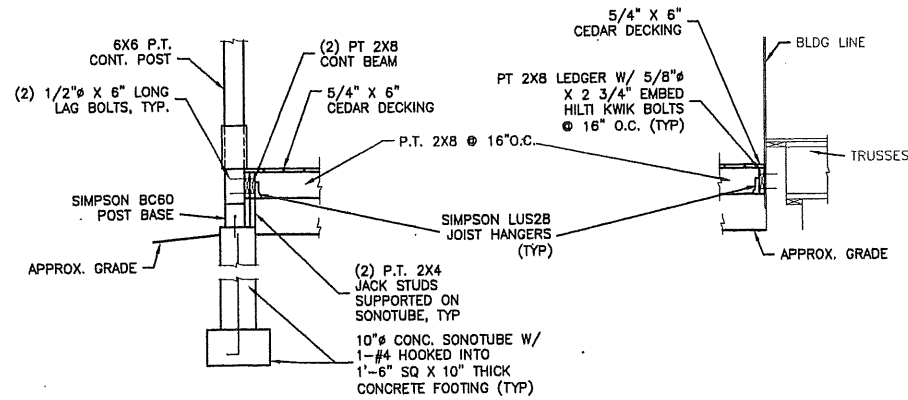 6X6 P.T.
CONT. POST
(2) 1/2"ø X 6" LONG
LAG BOLTS, TYP.
SIMPSON BC60
POST BASE
APPROX. GRADE
(2) PT 2X8
CONT BEAM
5/4" X 6"
CEDAR DECKING
P.T. 2X8 @ 16"O.C.
SIMPSON LUS28
JOIST HANGERS
(TYP)
(2) P.T. 2X4
JACK STUDS
SUPPORTED ON
SONOTUBE, TYP
10"ø CONC. SONOTUBE W/
1-#4 HOOKED INTO
1'-6" SQ X 10" THICK
CONCRETE FOOTING (TYP)
5/4" X 6"
CEDAR DECKING
PT 2X8 LEDGER W/ 5/8"ø
X 2 3/4" EMBED
HILTI KWIK BOLTS
@ 16" O.C. (TYP)
BLDG LINE
TRUSSES
APPROX. GRADE